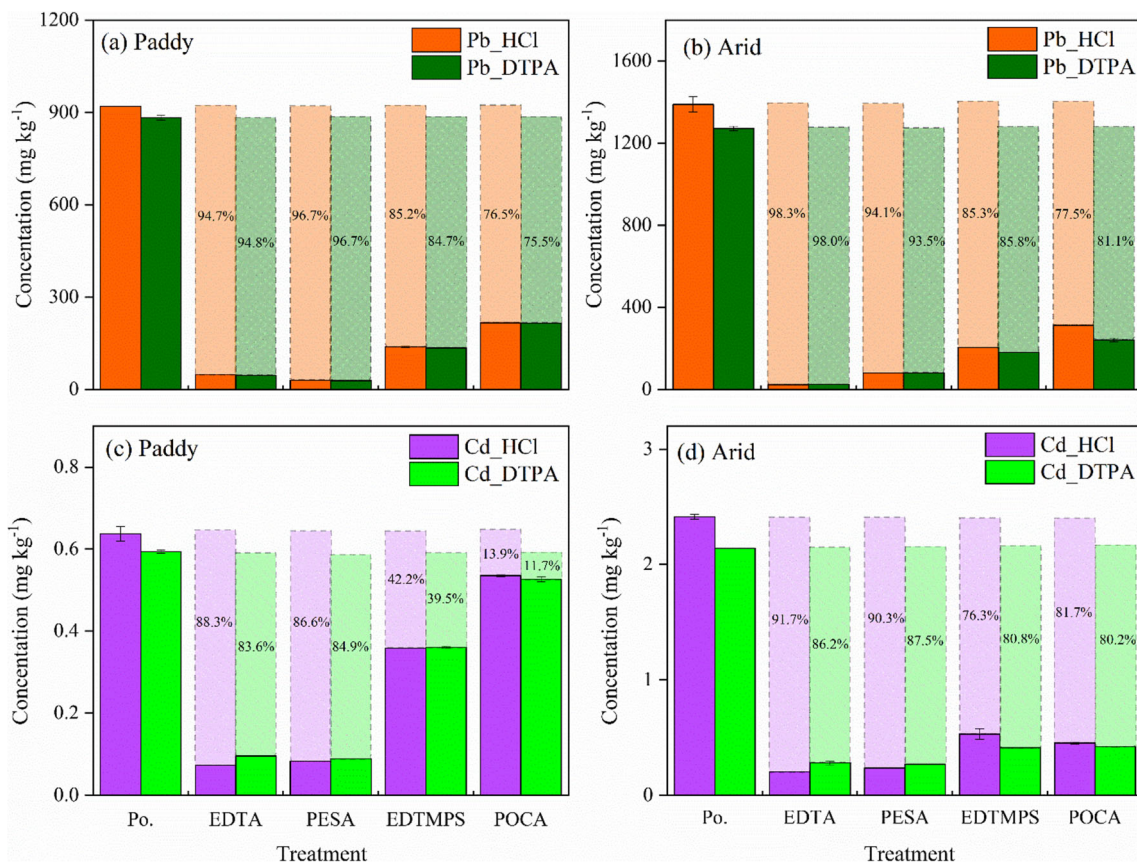 (a) Paddy
Pb_HCl
Pb_DTPA
1200
900
600
300
0
Concentation (mg kg⁻¹)
94.7%
94.8%
96.7%
96.7%
85.2%
84.7%
76.5%
75.5%
(b) Arid
Pb_HCl
Pb_DTPA
1600
1200
800
400
0
Concentation (mg kg⁻¹)
98.3%
98.0%
94.1%
93.5%
85.3%
85.8%
77.5%
81.1%
(c) Paddy
Cd_HCl
Cd_DTPA
0.8
0.6
0.4
0.2
0.0
Concentation (mg kg⁻¹)
88.3%
83.6%
86.6%
84.9%
42.2%
39.5%
13.9%
11.7%
Po. EDTA PESA EDTMPS POCA
Treatment
(d) Arid
Cd_HCl
Cd_DTPA
3
2
1
0
Concentation (mg kg⁻¹)
91.7%
86.2%
90.3%
87.5%
76.3%
80.8%
81.7%
80.2%
Po. EDTA PESA EDTMPS POCA
Treatment